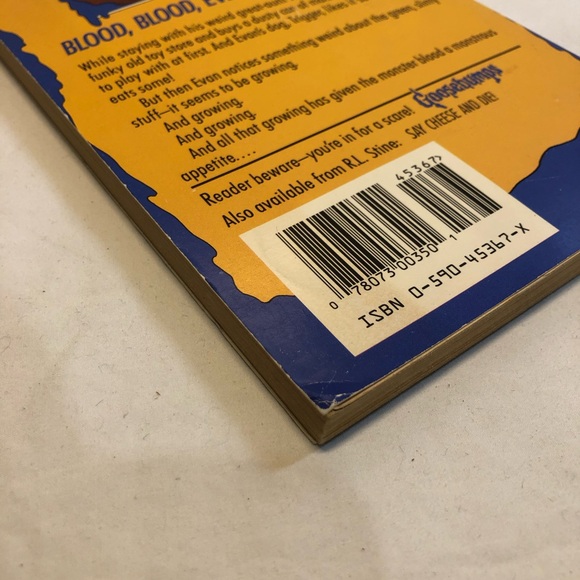 BLOOD, BLOOD,
While staying with his weird great-aunt
funky old toy store and buys a dusty can of
to play with at first. And Evan's dog, Trigger, likes it
eats some!
But then Evan notices something weird about the green, slimy
stuff—it seems to be growing.
And growing.
And growing.
And all that growing has given the monster blood a monstrous
appetite....
Reader beware—you're in for a scare! Goosebumps
Also available from R.L. Stine: SAY CHEESE AND DIE!
45367>
0 78073 00350 1
ISBN 0-590-45367-X